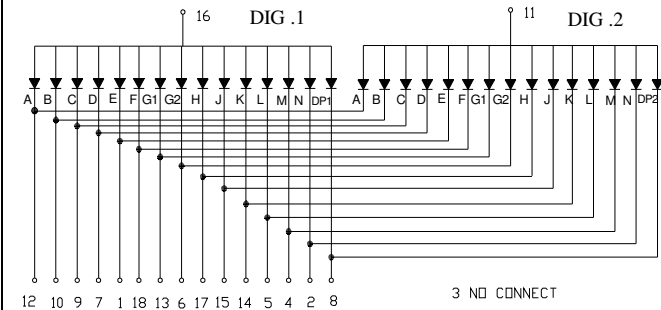 16 DIG .1 11 DIG .2
A B C D E F G1 G2 H J K L M N DP1 A B C D E F G1 G2 H J K L M N DP2
3 NO CONNECT
12 10 9 7 1 18 13 6 17 15 14 5 4 2 8